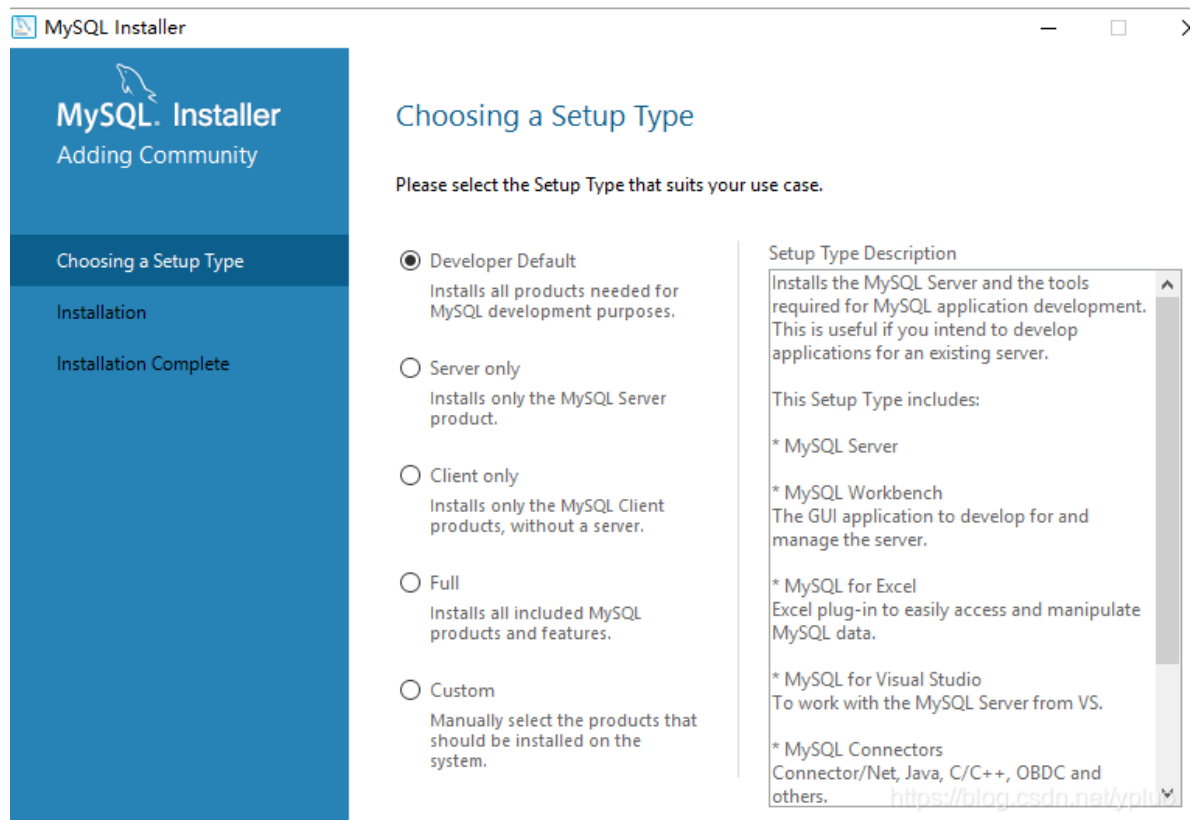 MySQL Installer
MySQL. Installer
Adding Community
Choosing a Setup Type
Installation
Installation Complete
Choosing a Setup Type
Please select the Setup Type that suits your use case.
Developer Default
Installs all products needed for
MySQL development purposes.
Server only
Installs only the MySQL Server
product.
Client only
Installs only the MySQL Client
products, without a server.
Full
Installs all included MySQL
products and features.
Custom
Manually select the products that
should be installed on the
system.
Setup Type Description
Installs the MySQL Server and the tools
required for MySQL application development.
This is useful if you intend to develop
applications for an existing server.
This Setup Type includes:
* MySQL Server
* MySQL Workbench
The GUI application to develop for and
manage the server.
* MySQL for Excel
Excel plug-in to easily access and manipulate
MySQL data.
* MySQL for Visual Studio
To work with the MySQL Server from VS.
* MySQL Connectors
Connector/Net, Java, C/C++, OBDC and
others.